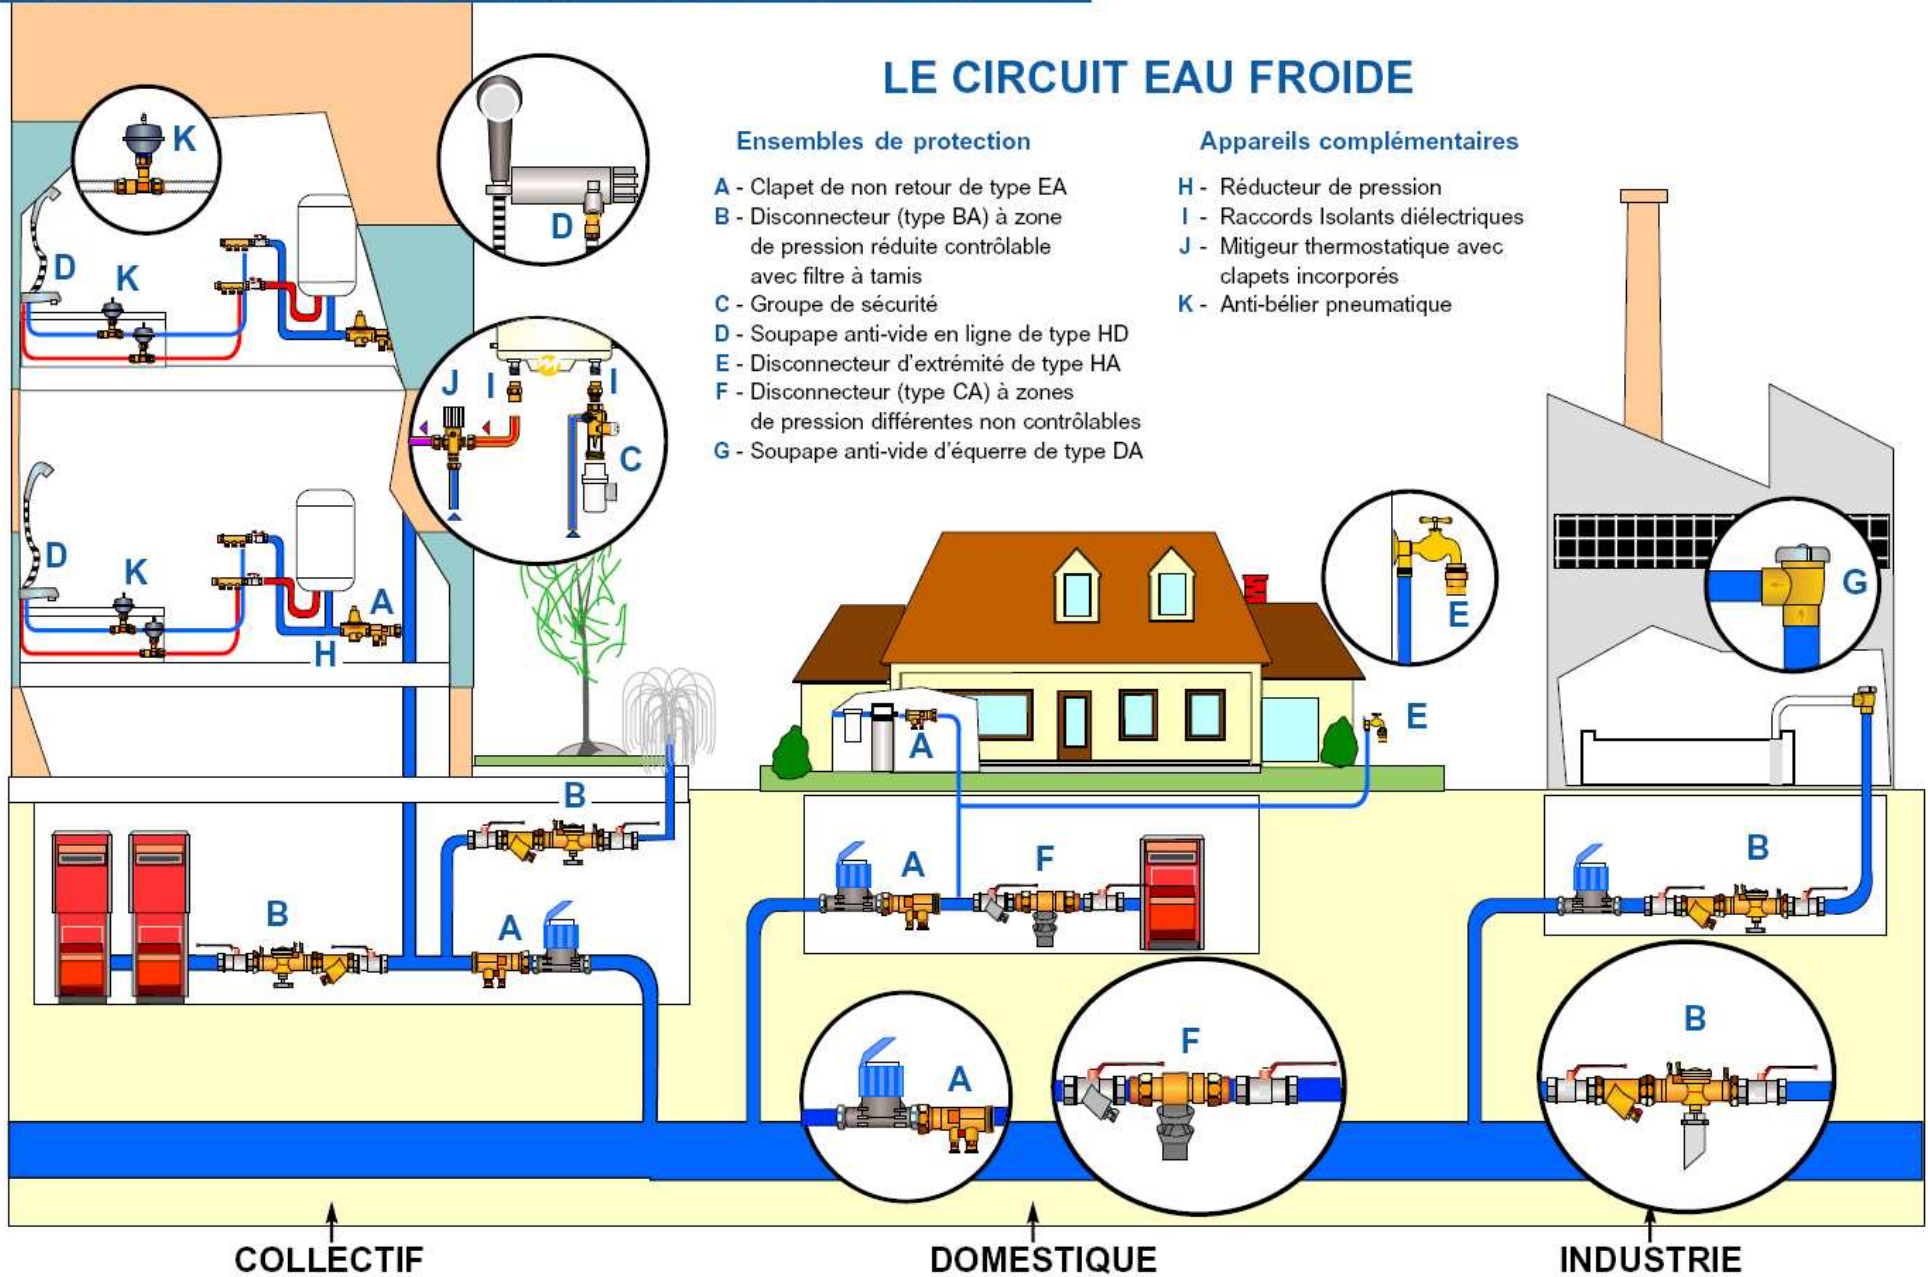 LE CIRCUIT EAU FROIDE
Ensembles de protection
A - Clapet de non retour de type EA
B - Disconnecteur (type BA) à zone
de pression réduite contrôlable
avec filtre à tamis
C - Groupe de sécurité
D - Soupape anti-vide en ligne de type HD
E - Disconnecteur d'extrémité de type HA
F - Disconnecteur (type CA) à zones
de pression différentes non contrôlables
G - Soupape anti-vide d'équerre de type DA
Appareils complémentaires
H - Réducteur de pression
I - Raccords Isolants diélectriques
J - Mitigeur thermostatique avec
clapets incorporés
K - Anti-bélier pneumatique
K
D
D
K
J
I
I
C
D
K
A
H
E
G
E
A
B
B
A
A
F
B
A
F
B
COLLECTIF
DOMESTIQUE
INDUSTRIE